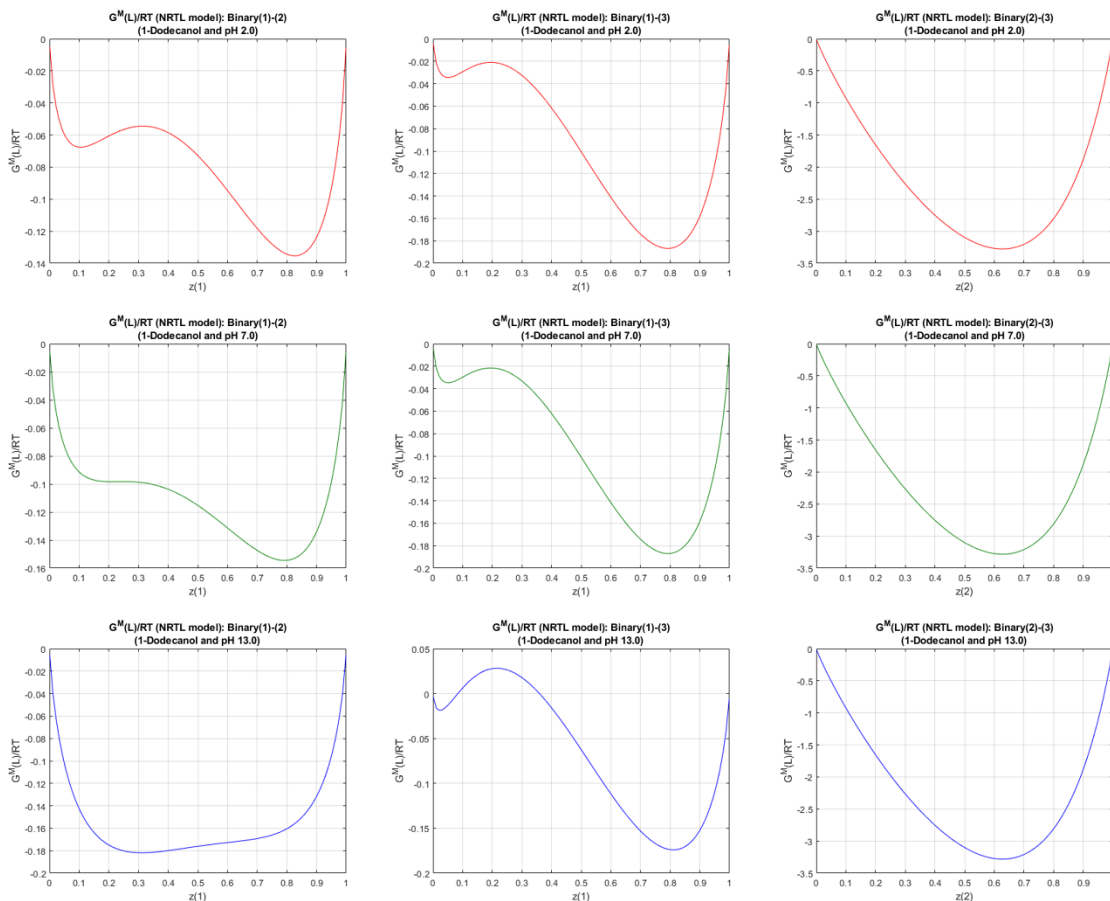 G^M(L)/RT (NRTL model): Binary(1)-(2)
(1-Dodecanol and pH 2.0)
G^M(L)/RT
0
-0.02
-0.04
-0.06
-0.08
-0.1
-0.12
-0.14
0 0.1 0.2 0.3 0.4 0.5 0.6 0.7 0.8 0.9 1
z(1)
G^M(L)/RT (NRTL model): Binary(1)-(3)
(1-Dodecanol and pH 2.0)
G^M(L)/RT
0
-0.02
-0.04
-0.06
-0.08
-0.1
-0.12
-0.14
-0.16
-0.18
-0.2
0 0.1 0.2 0.3 0.4 0.5 0.6 0.7 0.8 0.9 1
z(1)
G^M(L)/RT (NRTL model): Binary(2)-(3)
(1-Dodecanol and pH 2.0)
G^M(L)/RT
0
-0.5
-1
-1.5
-2
-2.5
-3
-3.5
0 0.1 0.2 0.3 0.4 0.5 0.6 0.7 0.8 0.9
z(2)
G^M(L)/RT (NRTL model): Binary(1)-(2)
(1-Dodecanol and pH 7.0)
G^M(L)/RT
0
-0.02
-0.04
-0.06
-0.08
-0.1
-0.12
-0.14
-0.16
0 0.1 0.2 0.3 0.4 0.5 0.6 0.7 0.8 0.9 1
z(1)
G^M(L)/RT (NRTL model): Binary(1)-(3)
(1-Dodecanol and pH 7.0)
G^M(L)/RT
0
-0.02
-0.04
-0.06
-0.08
-0.1
-0.12
-0.14
-0.16
-0.18
-0.2
0 0.1 0.2 0.3 0.4 0.5 0.6 0.7 0.8 0.9 1
z(1)
G^M(L)/RT (NRTL model): Binary(2)-(3)
(1-Dodecanol and pH 7.0)
G^M(L)/RT
0
-0.5
-1
-1.5
-2
-2.5
-3
-3.5
0 0.1 0.2 0.3 0.4 0.5 0.6 0.7 0.8 0.9
z(2)
G^M(L)/RT (NRTL model): Binary(1)-(2)
(1-Dodecanol and pH 13.0)
G^M(L)/RT
0
-0.02
-0.04
-0.06
-0.08
-0.1
-0.12
-0.14
-0.16
-0.18
-0.2
0 0.1 0.2 0.3 0.4 0.5 0.6 0.7 0.8 0.9 1
z(1)
G^M(L)/RT (NRTL model): Binary(1)-(3)
(1-Dodecanol and pH 13.0)
G^M(L)/RT
0.05
0
-0.05
-0.1
-0.15
-0.2
0 0.1 0.2 0.3 0.4 0.5 0.6 0.7 0.8 0.9 1
z(1)
G^M(L)/RT (NRTL model): Binary(2)-(3)
(1-Dodecanol and pH 13.0)
G^M(L)/RT
0
-0.5
-1
-1.5
-2
-2.5
-3
-3.5
0 0.1 0.2 0.3 0.4 0.5 0.6 0.7 0.8 0.9
z(2)